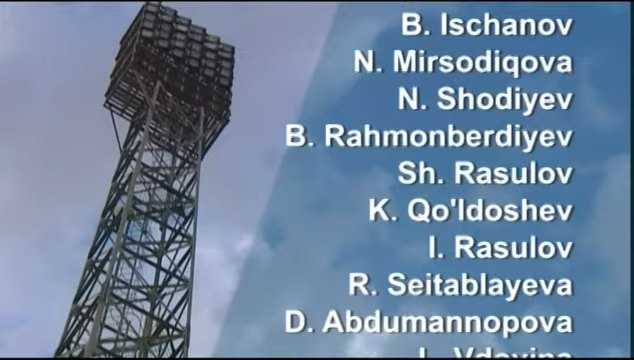 B. Ischanov
N. Mirsodiqova
N. Shodiyev
B. Rahmonberdiyev
Sh. Rasulov
K. Qo'ldoshev
I. Rasulov
R. Seitablayeva
D. Abdumannopova